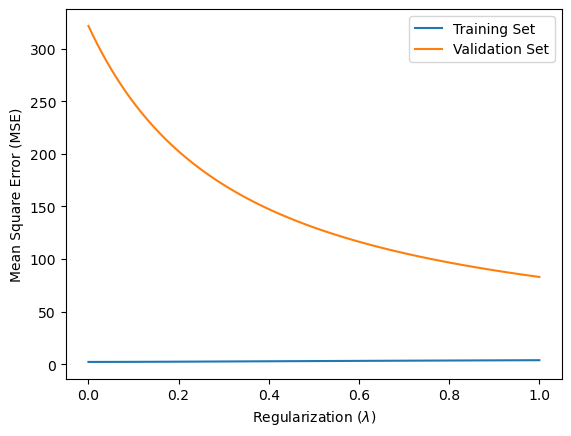 Training Set
Validation Set
Mean Square Error (MSE)
300
250
200
150
100
50
0
0.0 0.2 0.4 0.6 0.8 1.0
Regularization (λ)